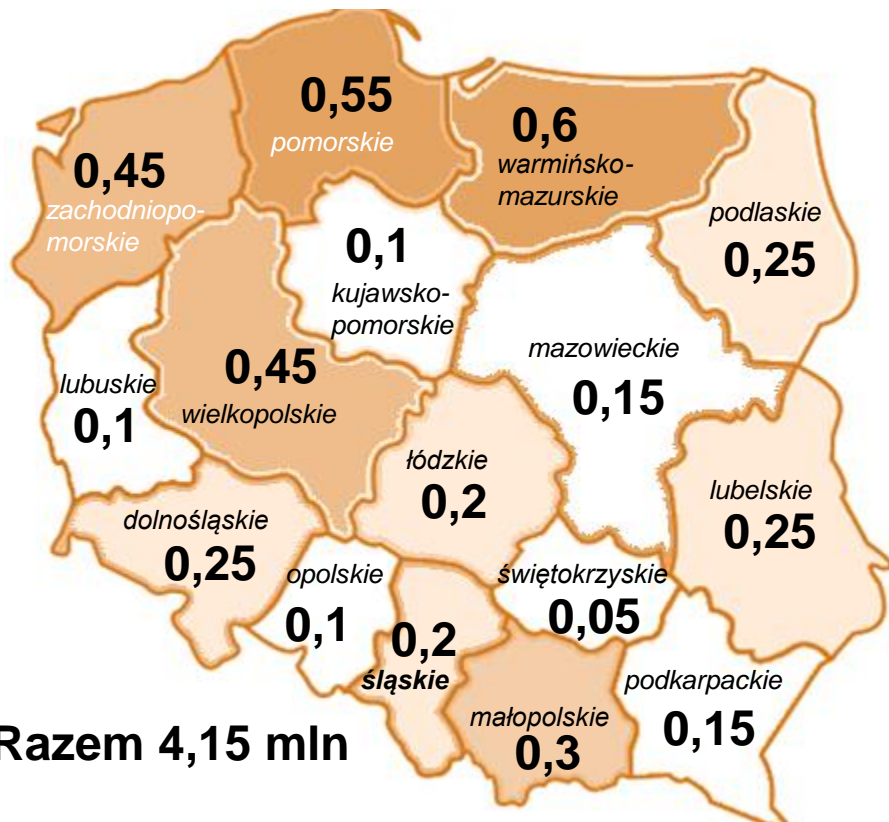 0,55
pomorskie
0,6
warmińsko-
mazurskie
0,45
zachodniopo-
morskie
podlaskie
0,25
0,1
kujawsko-
pomorskie
mazowieckie
0,15
0,45
wielkopolskie
lubuskie
0,1
łódzkie
0,2
lubelskie
0,25
dolnośląskie
0,25
opolskie
0,1
świętokrzyskie
0,05
0,2
śląskie
podkarpackie
0,15
małopolskie
0,3
Razem 4,15 mln